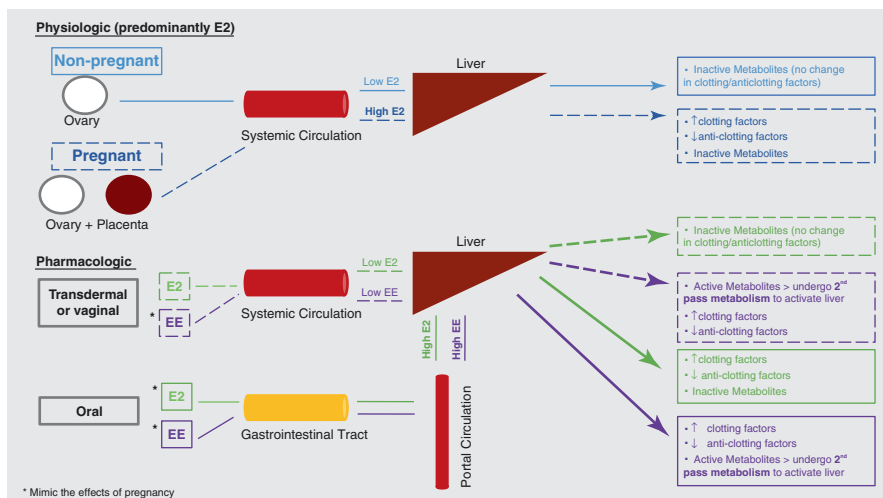 Physiologic (predominantly E2)
Non-pregnant
Ovary
Pregnant
Ovary + Placenta
Systemic Circulation
Low E2
High E2
Liver
· Inactive Metabolites (no change
in clotting/anticlotting factors)
· ↑clotting factors
· ↓anti-clotting factors
· Inactive Metabolites
Pharmacologic
Transdermal
or vaginal
E2
* EE
Systemic Circulation
Low E2
Low EE
Liver
· Inactive Metabolites (no change
in clotting/anticlotting factors)
· Active Metabolites > undergo 2nd
pass metabolism to activate liver
· ↑clotting factors
· ↓anti-clotting factors
High E2
High EE
· ↑clotting factors
· ↓ anti-clotting factors
· Inactive Metabolites
Oral
* E2
* EE
Gastrointestinal Tract
Portal Circulation
· ↑ clotting factors
· ↓ anti-clotting factors
· Active Metabolites > undergo 2nd
pass metabolism to activate liver
* Mimic the effects of pregnancy